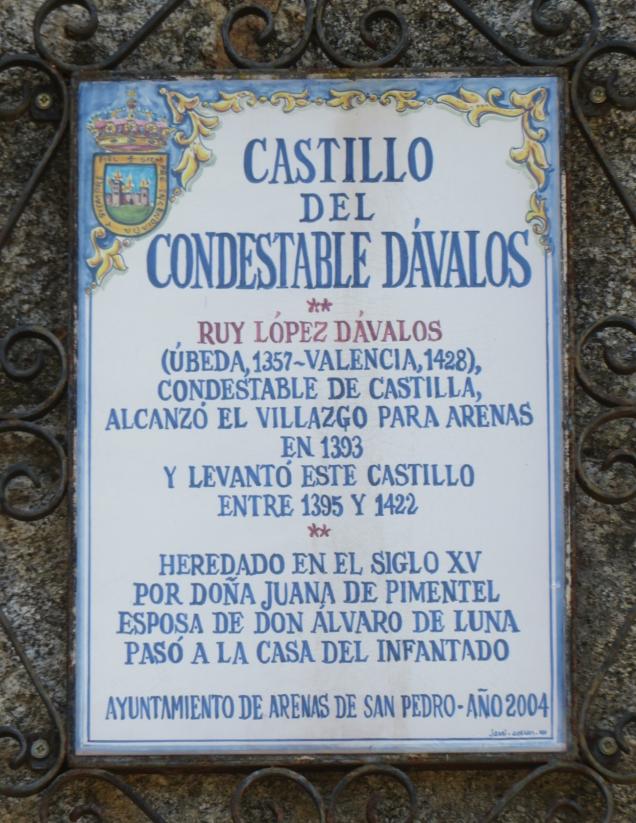 CASTILLO
DEL
CONDESTABLE DÁVALOS
**
RUY LÓPEZ DÁVALOS
(ÚBEDA, 1357~VALENCIA, 1428),
CONDESTABLE DE CASTILLA,
ALCANZÓ EL VILLAZGO PARA ARENAS
EN 1393
Y LEVANTÓ ESTE CASTILLO
ENTRE 1395 Y 1422
**
HEREDADO EN EL SIGLO XV
POR DOÑA JUANA DE PIMENTEL
ESPOSA DE DON ÁLVARO DE LUNA
PASÓ A LA CASA DEL INFANTADO
AYUNTAMIENTO DE ARENAS DE SAN PEDRO-AÑO 2004